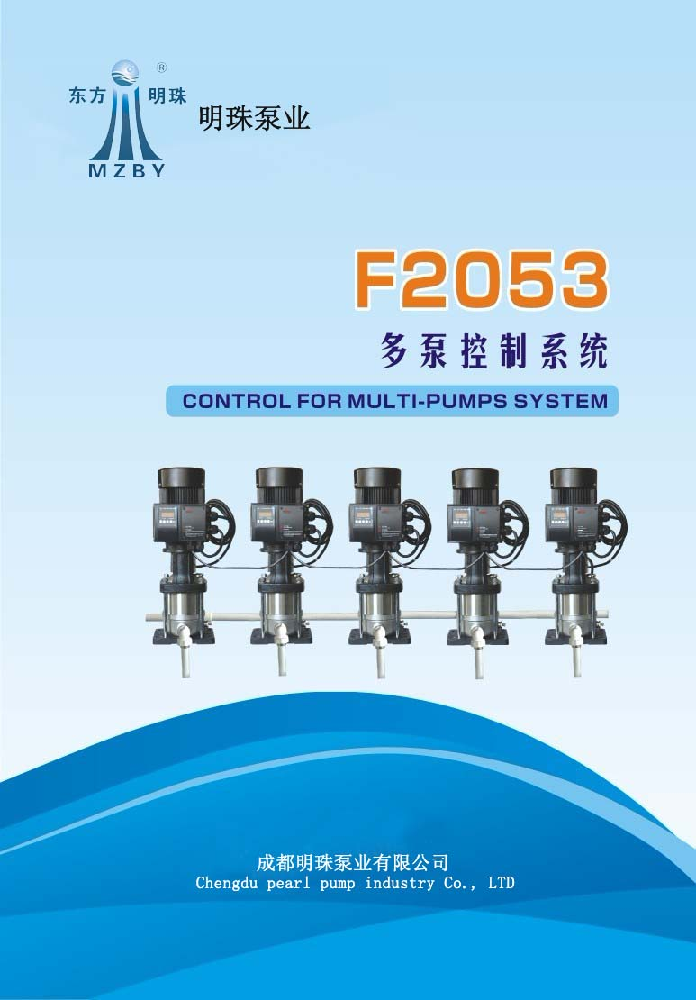 东方 明珠
®
MZBY
明珠泵业
F2053
多泵控制系统
CONTROL FOR MULTI-PUMPS SYSTEM
成都明珠泵业有限公司
Chengdu pearl pump industry Co., LTD